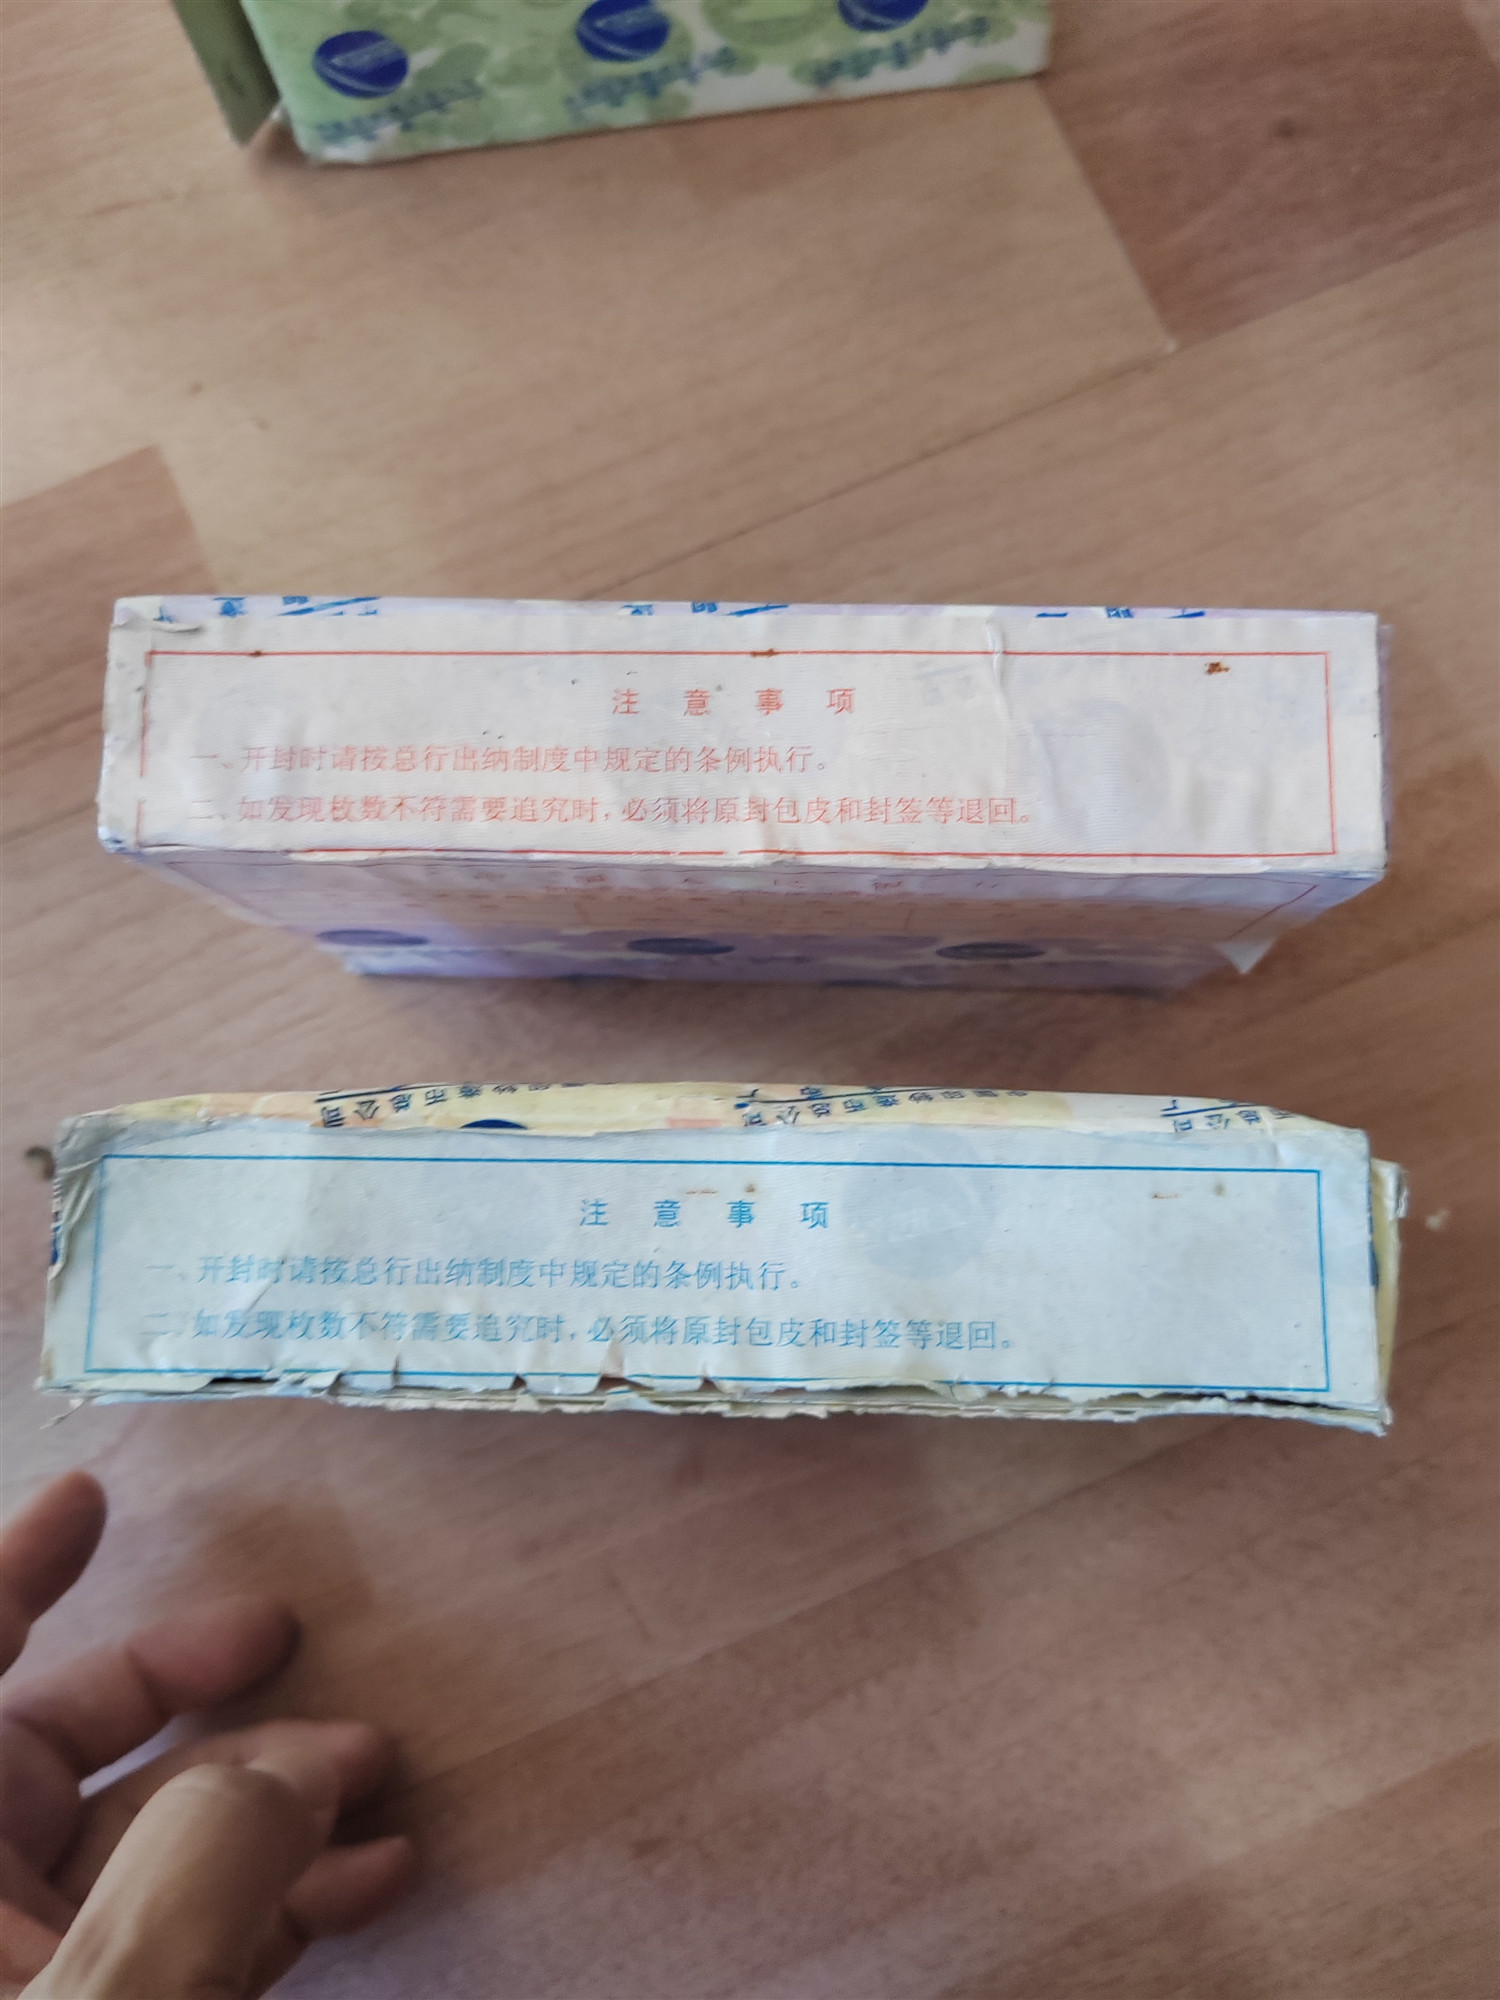 注意事项
一、开封时请按总行出纳制度中规定的条例执行。
二、如发现枚数不符需要追究时，必须将原封包皮和封签等退回。
注意事项
一、开封时请按总行出纳制度中规定的条例执行。
二、如发现枚数不符需要追究时，必须将原封包皮和封签等退回。